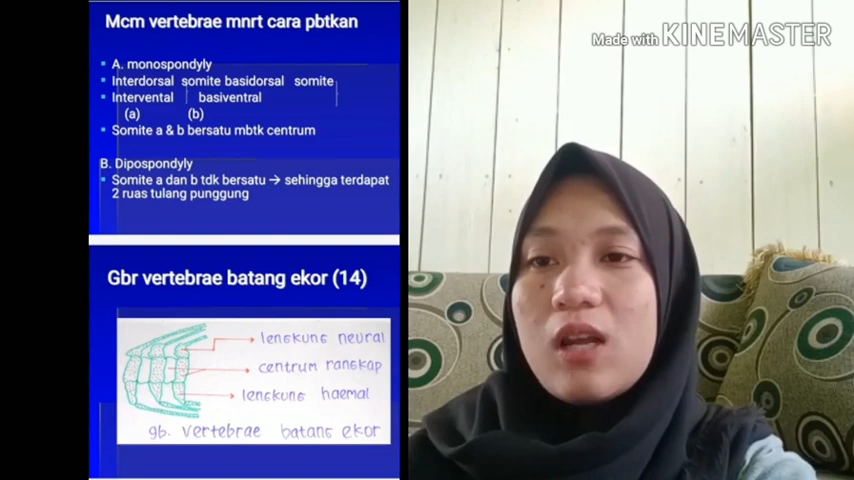 Mcm vertebrae mnrt cara pbtkan
A. monospondyly
Interdorsal somite basidorsal somite
Intervental basiventral
(a) (b)
Somite a & b bersatu mbtk centrum
B. Dipospondyly
Somite a dan b tdk bersatu → sehingga terdapat
2 ruas tulang punggung
Gbr vertebrae batang ekor (14)
lengkung neural
centrum rangkap
lengkung haemal
gb. vertebrae batang ekor
Made with KINEMASTER